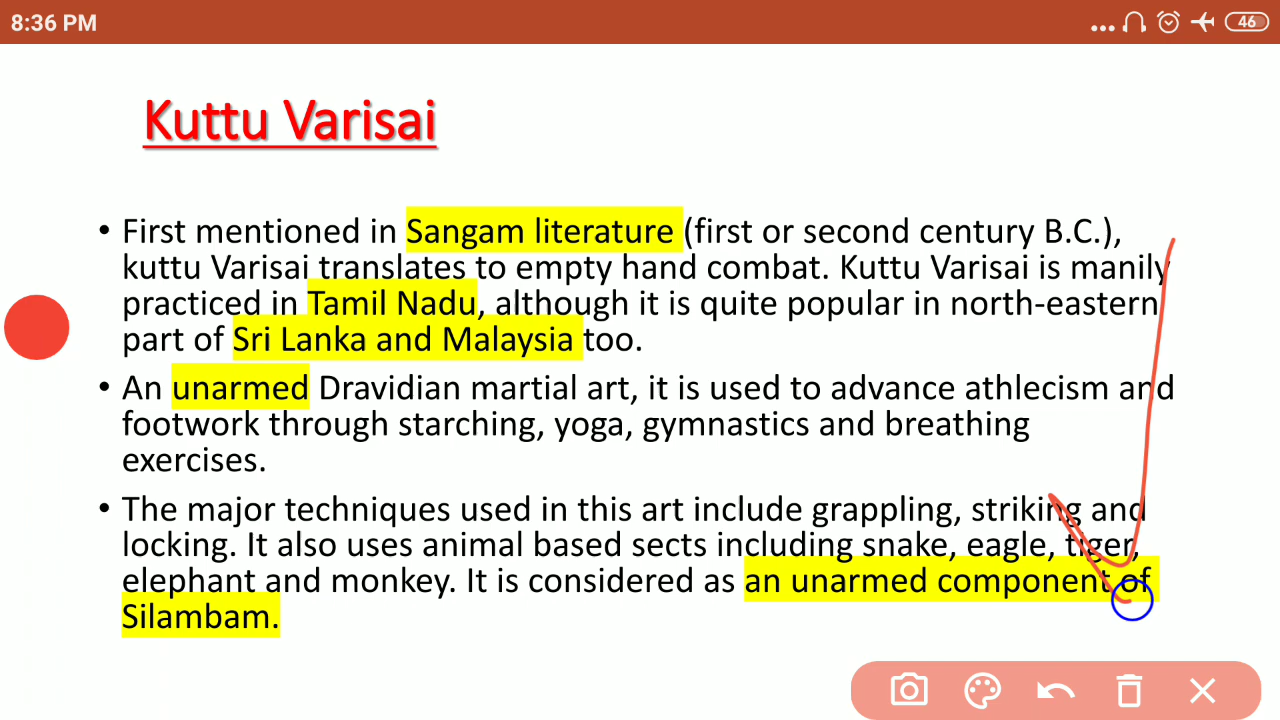 8:36 PM
46
Kuttu Varisai
• First mentioned in Sangam literature (first or second century B.C.),
kuttu Varisai translates to empty hand combat. Kuttu Varisai is manily
practiced in Tamil Nadu, although it is quite popular in north-eastern
part of Sri Lanka and Malaysia too.
• An unarmed Dravidian martial art, it is used to advance athlecism and
footwork through starching, yoga, gymnastics and breathing
exercises.
• The major techniques used in this art include grappling, striking and
locking. It also uses animal based sects including snake, eagle, tiger,
elephant and monkey. It is considered as an unarmed component of
Silambam.